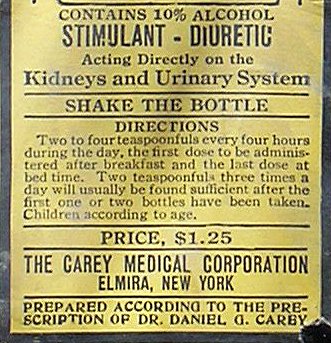 CONTAINS 10% ALCOHOL
STIMULANT - DIURETIC
Acting Directly on the
Kidneys and Urinary System
SHAKE THE BOTTLE
DIRECTIONS
Two to four teaspoonfuls every four hours
during the day, the first dose to be adminis-
tered after breakfast and the last dose at
bed time. Two teaspoonfuls three times a
day will usually be found sufficient after the
first one or two bottles have been taken.
Children according to age.
PRICE, $1.25
THE CAREY MEDICAL CORPORATION
ELMIRA, NEW YORK
PREPARED ACCORDING TO THE PRE-
SCRIPTION OF DR. DANIEL G. CAREY